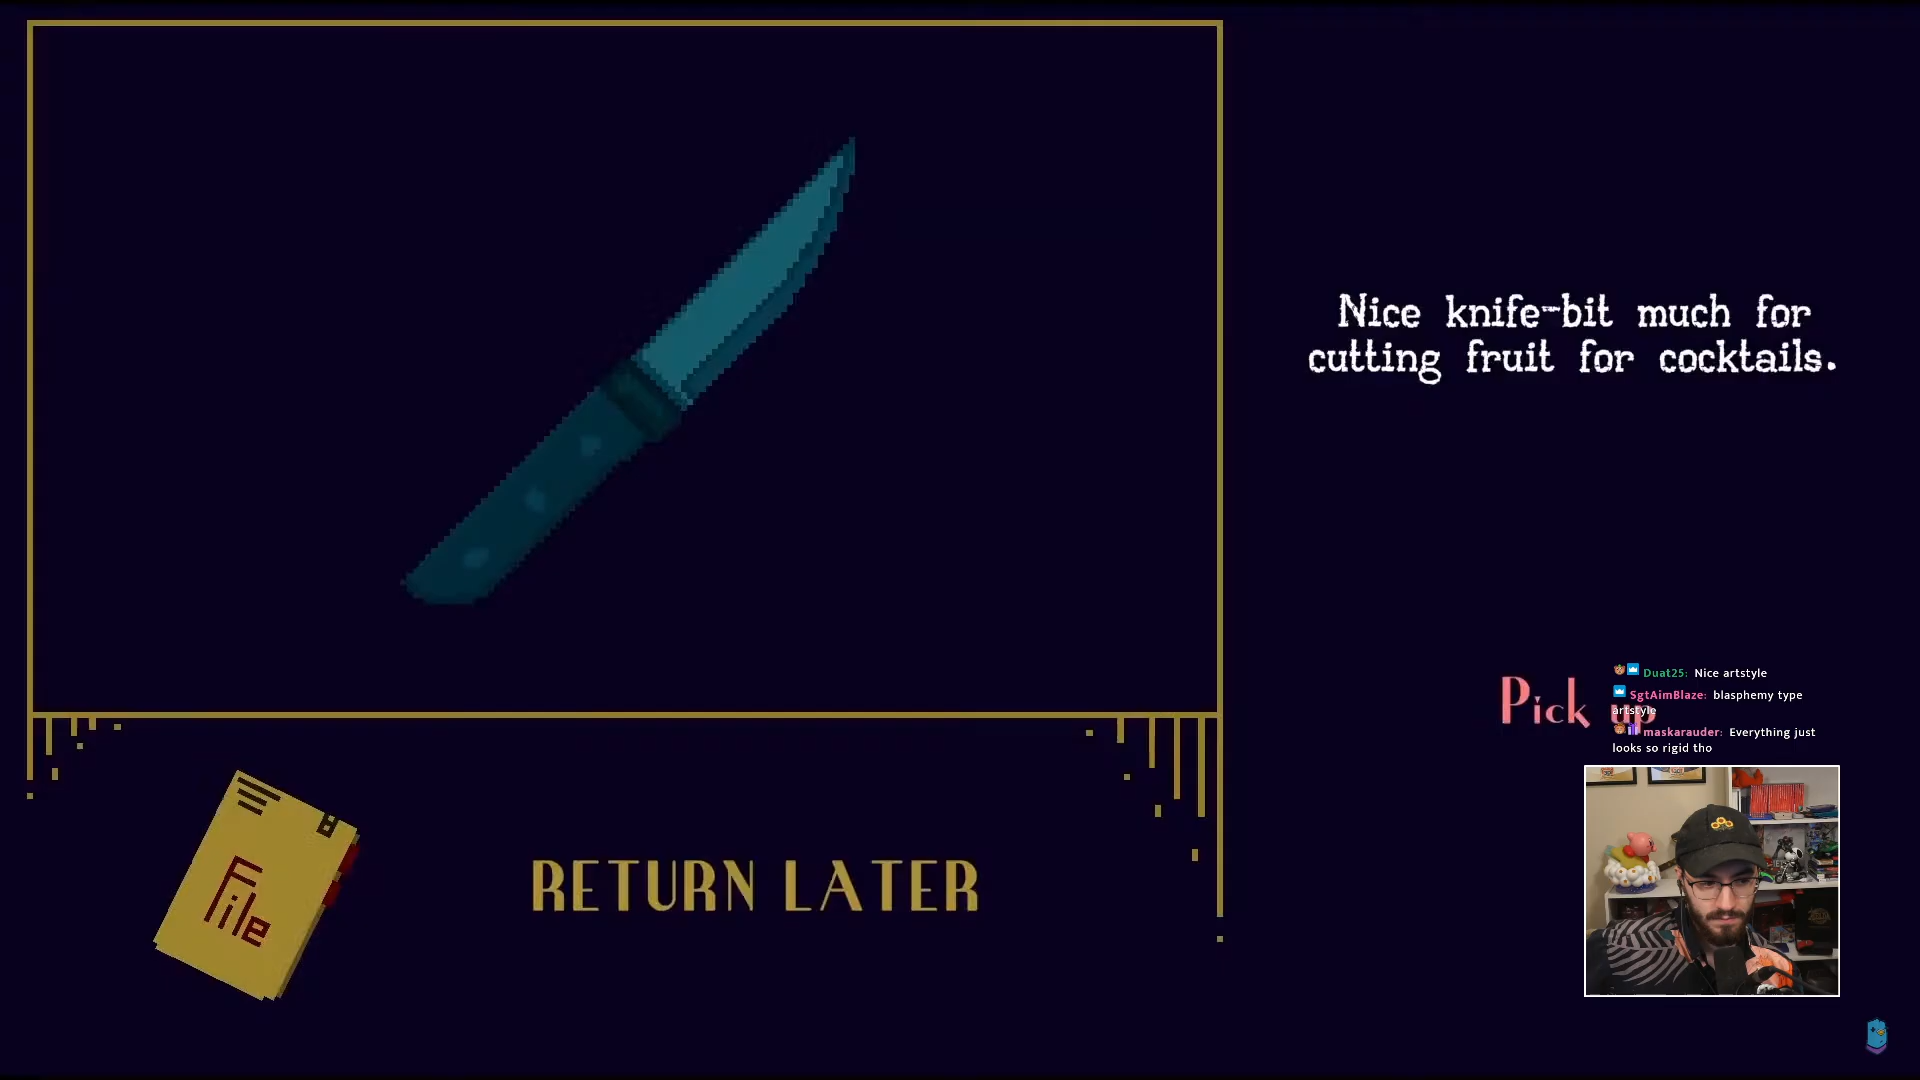 Nice knife-bit much for
cutting fruit for cocktails.
Pick up
Duat25: Nice artstyle
SgtAimBlaze: blasphemy type
artstyle
maskarauder: Everything just
looks so rigid tho
File
RETURN LATER